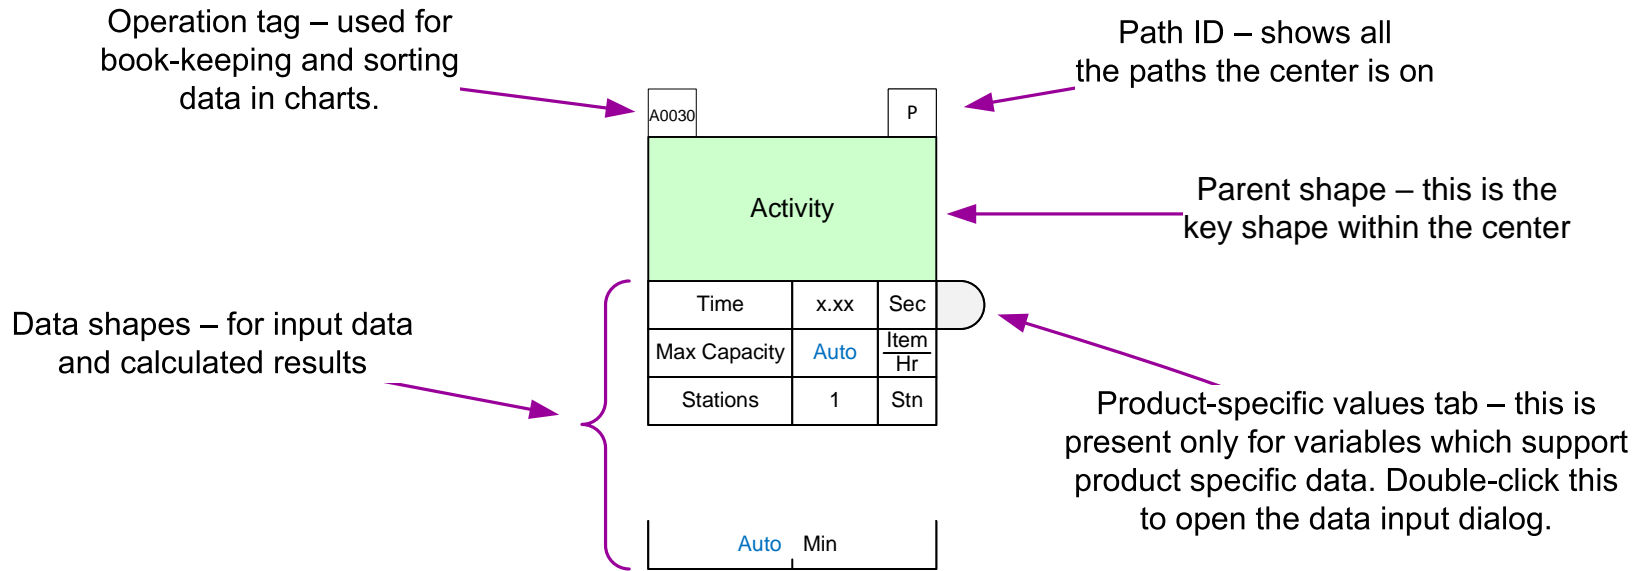 Operation tag – used for
book-keeping and sorting
data in charts.
Path ID – shows all
the paths the center is on
A0030
P
Activity
Parent shape – this is the
key shape within the center
Data shapes – for input data
and calculated results
Time x.xx Sec
Max Capacity Auto Item
Hr
Stations 1 Stn
Product-specific values tab – this is
present only for variables which support
product specific data. Double-click this
to open the data input dialog.
Auto Min